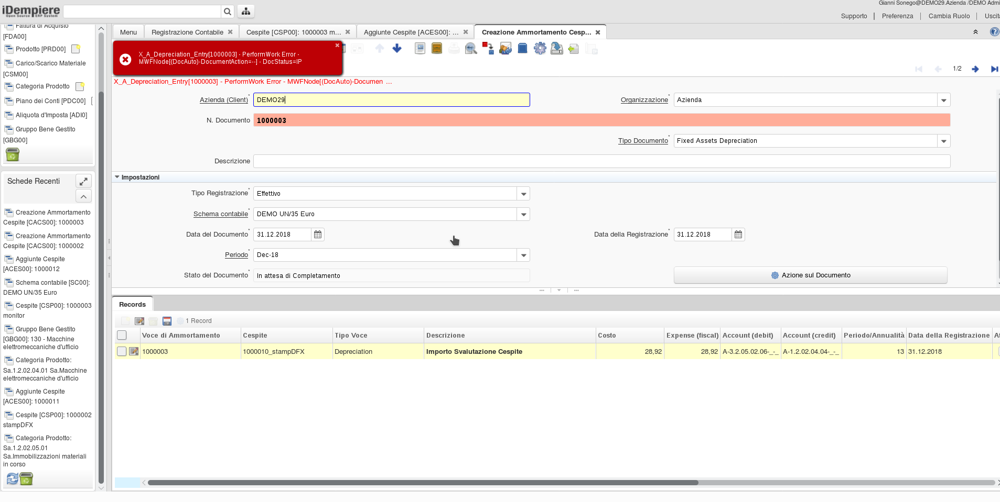 Gianni Sonego@DEMO29.Azienda /DEMO Admi
iDempiere
Open Source ERP System
Supporto | Preferenza | Cambia Ruolo | Uscita
Fattura di Acquisto
[FDA00]
Prodotto [PRD00]
Carico/Scarico Materiale
[CSM00]
Categoria Prodotto
Piano dei Conti [PDC00]
Aliquota d'Imposta [ADI0]
Gruppo Bene Gestito
[GBG00]
Schede Recenti
Creazione Ammortamento
Cespite [CACS00]: 1000003
Creazione Ammortamento
Cespite [CACS00]: 1000002
Aggiunte Cespite
[ACES00]: 1000012
Schema contabile [SC00]:
DEMO UN/35 Euro
Cespite [CSP00]: 1000003
monitor
Gruppo Bene Gestito
[GBG00]: 130 - Macchine
elettromeccaniche d'ufficio
Categoria Prodotto:
Sa.1.2.02.04.01 Sa.Macchine
elettromeccaniche d'ufficio
Aggiunte Cespite
[ACES00]: 1000011
Cespite [CSP00]: 1000002
stampDFX
Categoria Prodotto:
Sa.1.2.02.05.01
Sa.Immobilizzazioni materiali
in corso
Menu
Registrazione Contabile
Cespite [CSP00]: 1000003 m...
Aggiunte Cespite [ACES00]: ...
Creazione Ammortamento Cesp...
X_A_Depreciation_Entry[1000003] - PerformWork Error -
MWFNode[(DocAuto)-DocumentAction=--] - DocStatus=IP
1/2
X_A_Depreciation_Entry[1000003] - PerformWork Error - MWFNode[(DocAuto)-Documen ...
Azienda (Client)* DEMO29
Organizzazione* Azienda
N. Documento 1000003
Tipo Documento* Fixed Assets Depreciation
Descrizione
Impostazioni
Tipo Registrazione* Effettivo
Schema contabile* DEMO UN/35 Euro
Data del Documento* 31.12.2018
Data della Registrazione* 31.12.2018
Periodo* Dec-18
Stato del Documento* In attesa di Completamento
Azione sul Documento
Records
1 Record
Voce di Ammortamento Cespite Tipo Voce Descrizione Costo Expense (fiscal) Account (debit) Account (credit) Periodo/Annualità Data della Registrazione
1000003 1000010_stampDFX Depreciation Importo Svalutazione Cespite 28,92 28,92 A-3.2.05.02.06-_-_ A-1.2.02.04.04-_-_ 13 31.12.2018